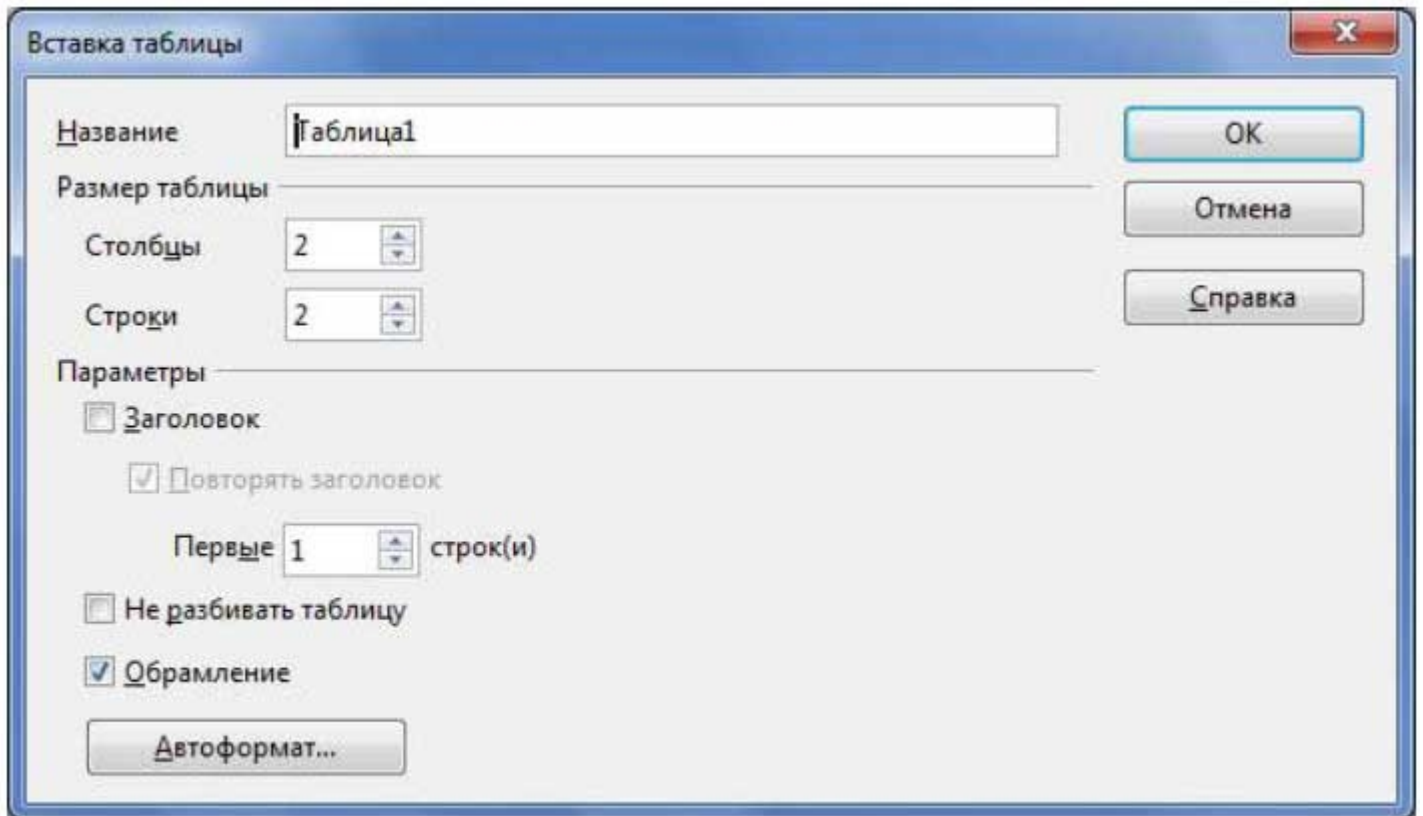 Вставка таблицы
Название Таблица1
OK
Размер таблицы
Отмена
Столбцы 2
Справка
Строки 2
Параметры
Заголовок
Повторять заголовок
Первые 1 строк(и)
Не разбивать таблицу
Обрамление
Автоформат...